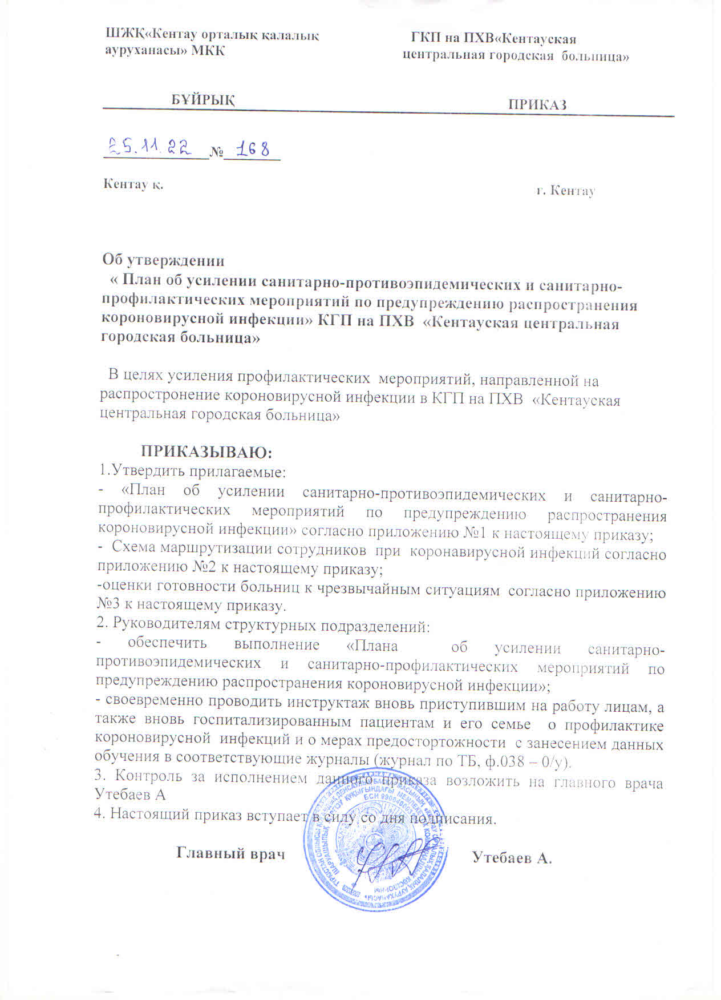 ШЖҚ«Кентау орталық қалалық
ауруханасы» МКК
ГКП на ПХВ«Кентауская
центральная городская больница»
БҰЙРЫҚ
ПРИКАЗ
25.11.22 № 168
Кентау қ.
г. Кентау
Об утверждении
« План об усилении санитарно-противоэпидемических и санитарно-
профилактических мероприятий по предупреждению распространения
короновирусной инфекции» КГП на ПХВ «Кентауская центральная
городская больница»
В целях усиления профилактических мероприятий, направленной на
распростронение короновирусной инфекции в КГП на ПХВ «Кентауская
центральная городская больница»
ПРИКАЗЫВАЮ:
1.Утвердить прилагаемые:
- «План об усилении санитарно-противоэпидемических и санитарно-
профилактических мероприятий по предупреждению распространения
короновирусной инфекции» согласно приложению №1 к настоящему приказу;
- Схема маршрутизации сотрудников при коронавирусной инфекций согласно
приложению №2 к настоящему приказу;
-оценки готовности больниц к чрезвычайным ситуациям согласно приложению
№3 к настоящему приказу.
2. Руководителям структурных подразделений:
- обеспечить выполнение «Плана об усилении санитарно-
противоэпидемических и санитарно-профилактических мероприятий по
предупреждению распространения короновирусной инфекции»;
- своевременно проводить инструктаж вновь приступившим на работу лицам, а
также вновь госпитализированным пациентам и его семье о профилактике
короновирусной инфекций и о мерах предостортожности с занесением данных
обучения в соответствующие журналы (журнал по ТБ, ф.038 – 0/у).
3. Контроль за исполнением данного приказа возложить на главного врача
Утебаев А
4. Настоящий приказ вступает в силу со дня подписания.
Главный врач
Утебаев А.